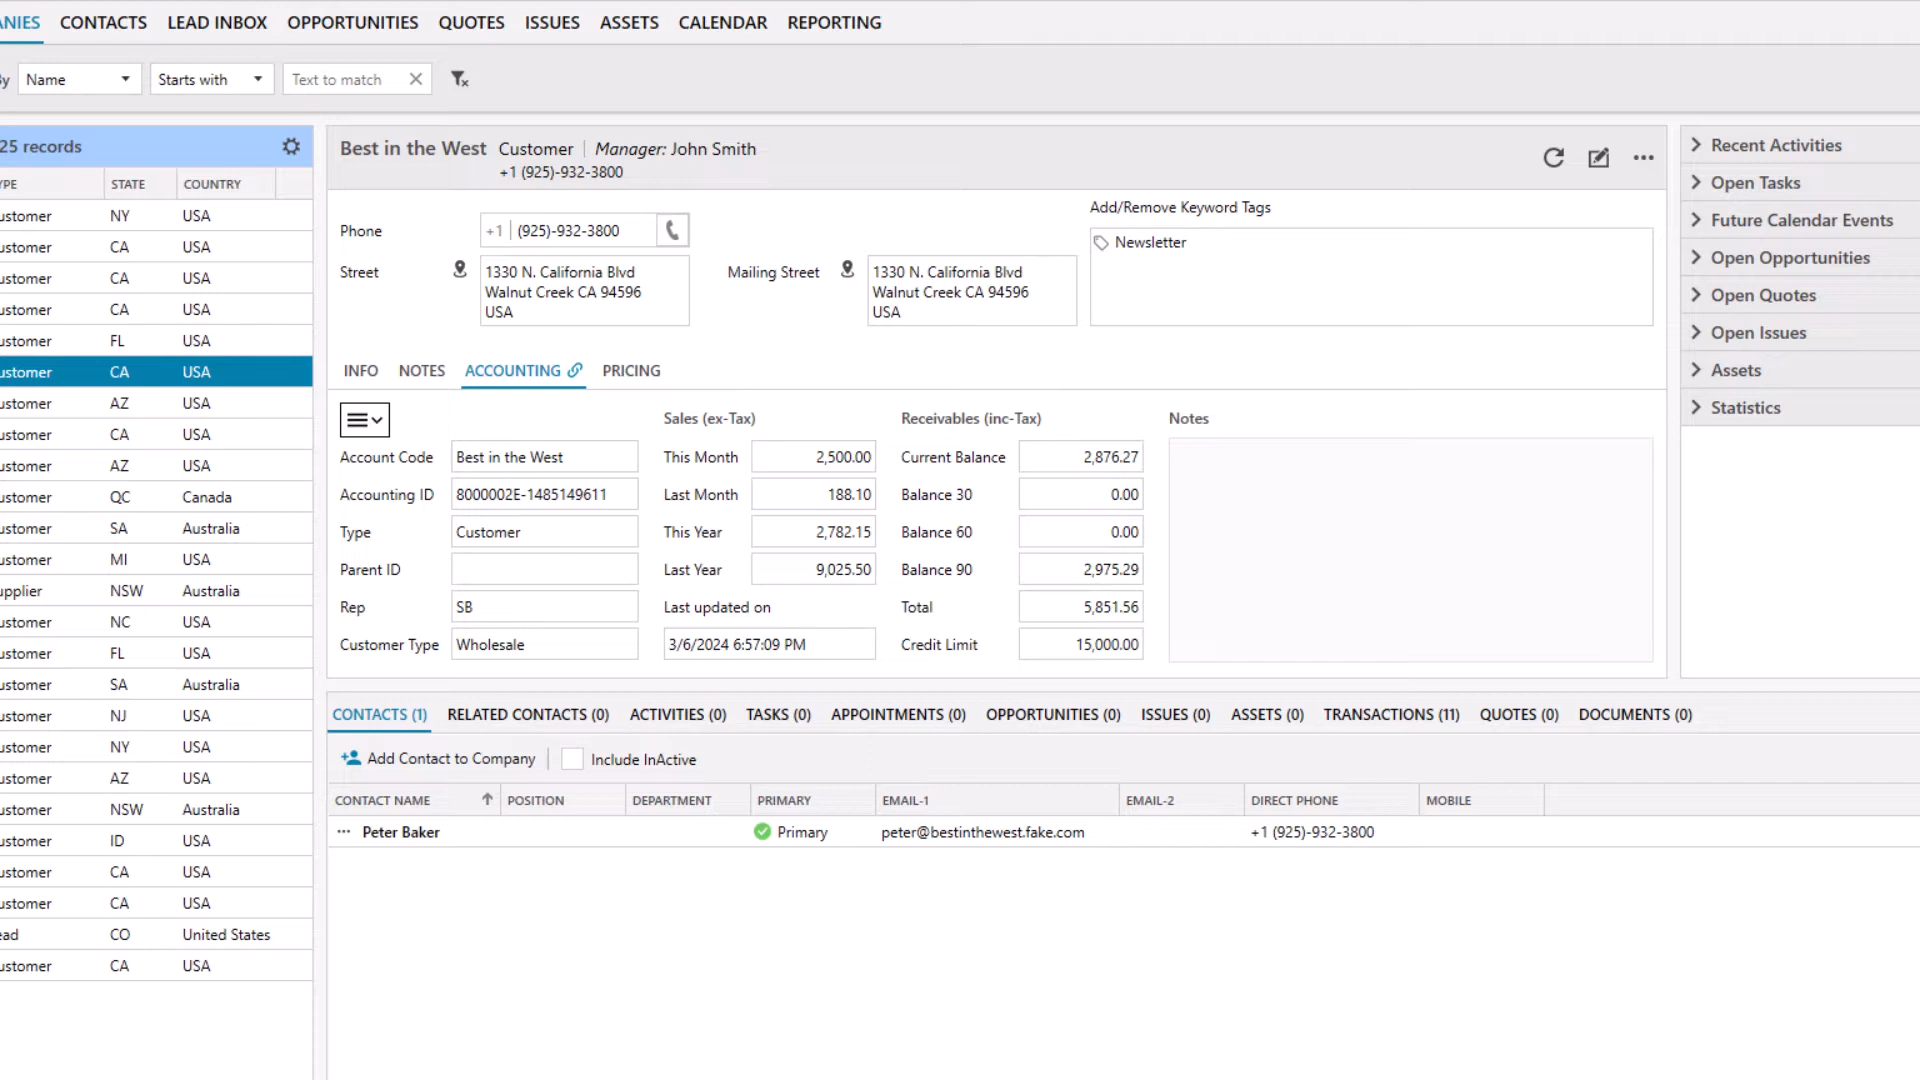 ANIES CONTACTS LEAD INBOX OPPORTUNITIES QUOTES ISSUES ASSETS CALENDAR REPORTING
By Name Starts with Text to match
25 records
YPE STATE COUNTRY
ustomer NY USA
ustomer CA USA
ustomer CA USA
ustomer CA USA
ustomer FL USA
ustomer CA USA
ustomer AZ USA
ustomer CA USA
ustomer AZ USA
ustomer QC Canada
ustomer SA Australia
ustomer MI USA
upplier NSW Australia
ustomer NC USA
ustomer FL USA
ustomer SA Australia
ustomer NJ USA
ustomer NY USA
ustomer AZ USA
ustomer NSW Australia
ustomer ID USA
ustomer CA USA
ustomer CA USA
ead CO United States
ustomer CA USA
Best in the West Customer Manager: John Smith
+1 (925)-932-3800
Phone +1 (925)-932-3800
Street 1330 N. California Blvd
Walnut Creek CA 94596
USA
Mailing Street 1330 N. California Blvd
Walnut Creek CA 94596
USA
Add/Remove Keyword Tags
Newsletter
INFO NOTES ACCOUNTING PRICING
Account Code Best in the West
Accounting ID 8000002E-1485149611
Type Customer
Parent ID
Rep SB
Customer Type Wholesale
Sales (ex-Tax)
This Month 2,500.00
Last Month 188.10
This Year 2,782.15
Last Year 9,025.50
Last updated on
3/6/2024 6:57:09 PM
Receivables (inc-Tax)
Current Balance 2,876.27
Balance 30 0.00
Balance 60 0.00
Balance 90 2,975.29
Total 5,851.56
Credit Limit 15,000.00
Notes
Recent Activities
Open Tasks
Future Calendar Events
Open Opportunities
Open Quotes
Open Issues
Assets
Statistics
CONTACTS (1) RELATED CONTACTS (0) ACTIVITIES (0) TASKS (0) APPOINTMENTS (0) OPPORTUNITIES (0) ISSUES (0) ASSETS (0) TRANSACTIONS (11) QUOTES (0) DOCUMENTS (0)
Add Contact to Company Include InActive
CONTACT NAME POSITION DEPARTMENT PRIMARY EMAIL-1 EMAIL-2 DIRECT PHONE MOBILE
Peter Baker Primary peter@bestinthewest.fake.com +1 (925)-932-3800